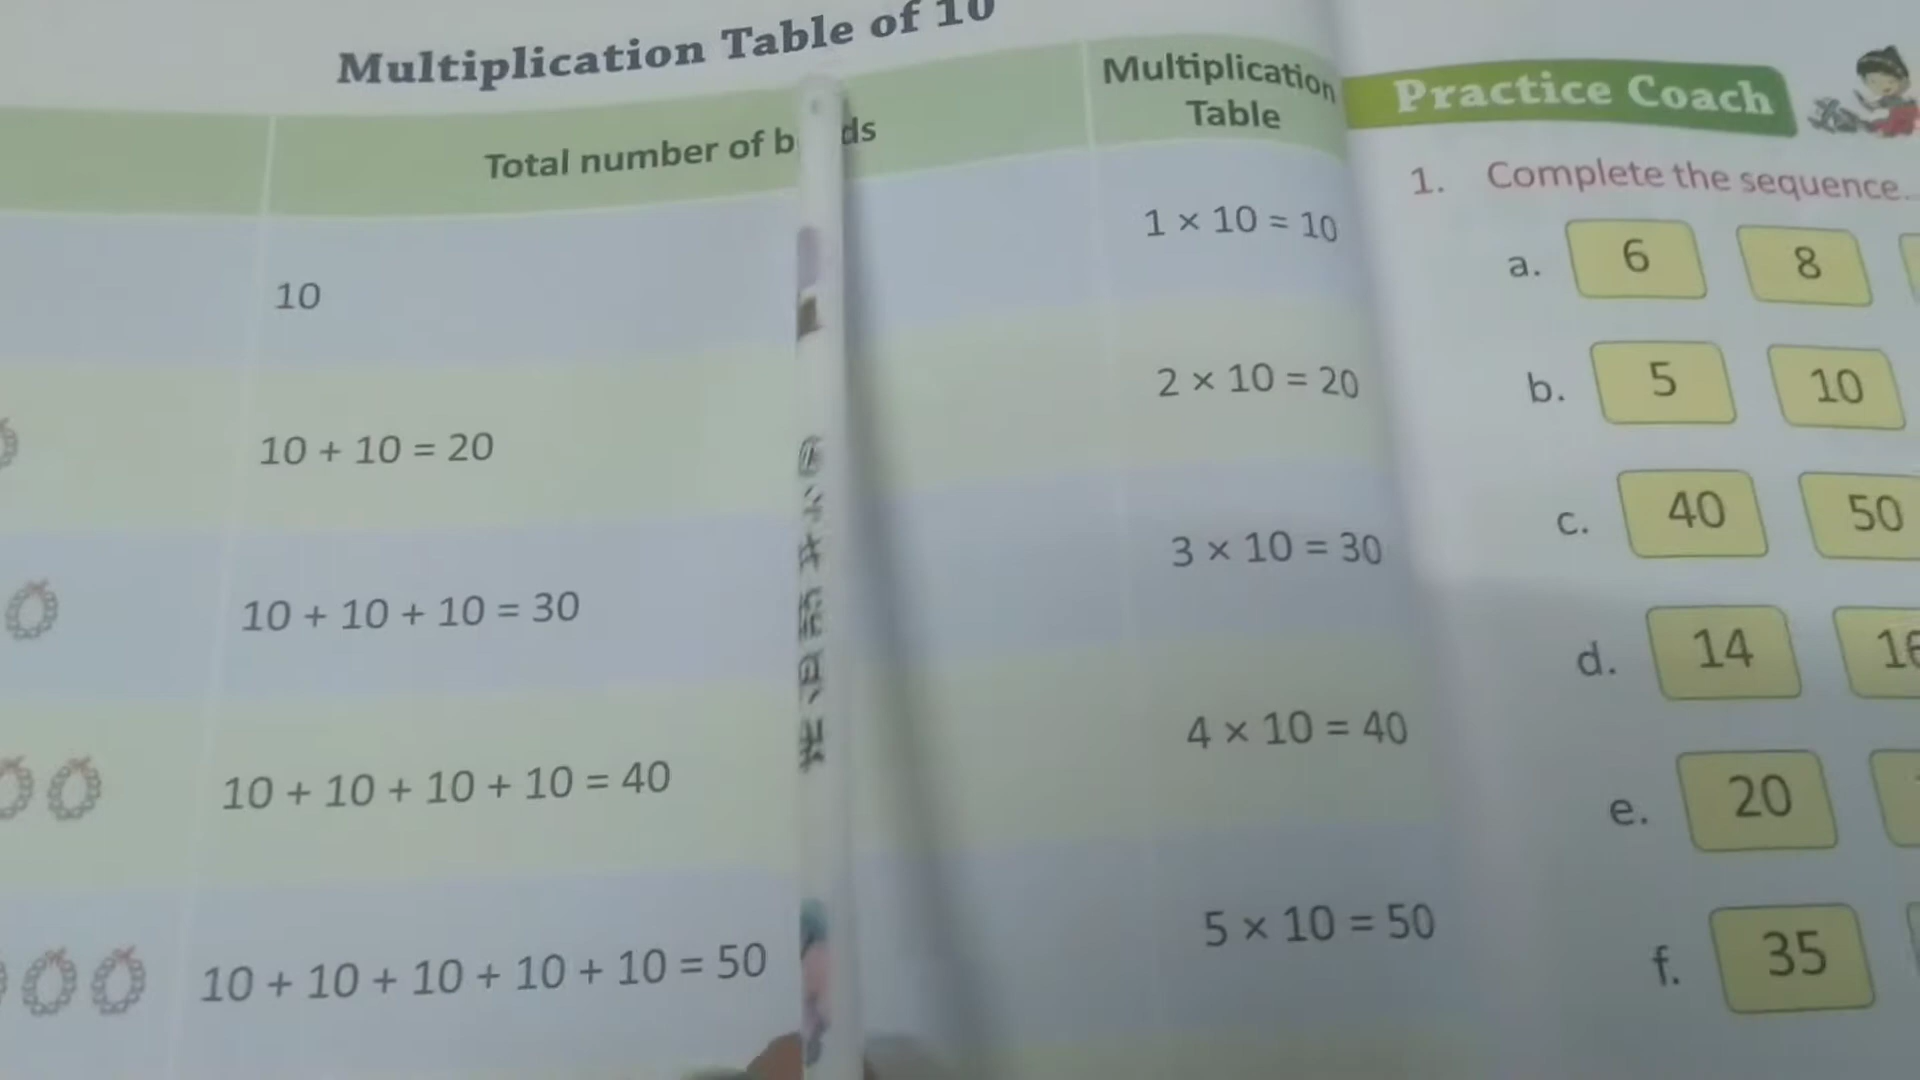 Multiplication Table of 10
Total number of
Multiplication
Table
10
1 × 10 = 10
10 + 10 = 20
2 × 10 = 20
10 + 10 + 10 = 30
3 × 10 = 30
10 + 10 + 10 + 10 = 40
4 × 10 = 40
10 + 10 + 10 + 10 + 10 = 50
5 × 10 = 50
Practice Coach
1. Complete the sequence.
a. 6 8
b. 5 10
c. 40 50
d. 14 16
e. 20
f. 35